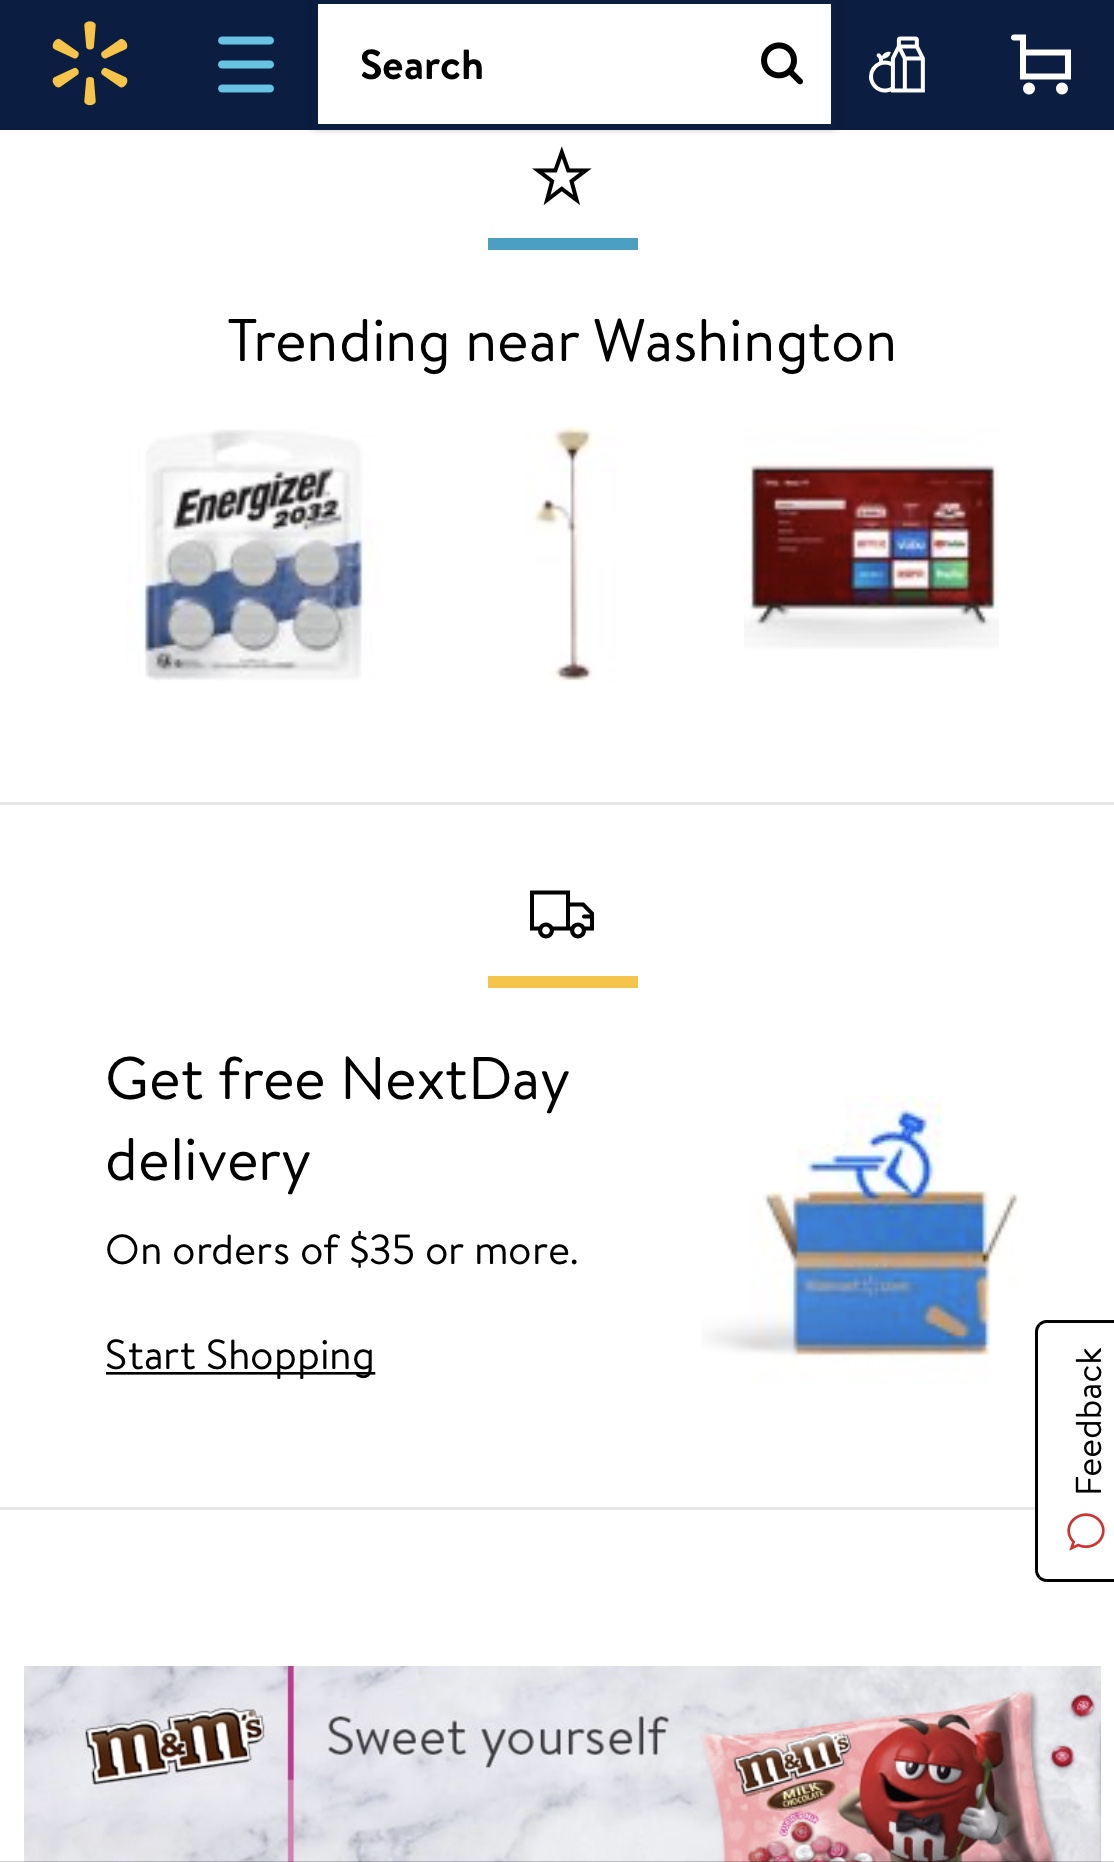 Search
Trending near Washington
Energizer
2032
vudu
Get free NextDay
delivery
On orders of $35 or more.
Start Shopping
Feedback
m&m's
Sweet yourself
m&m's
MILK
CHOCOLATE
m